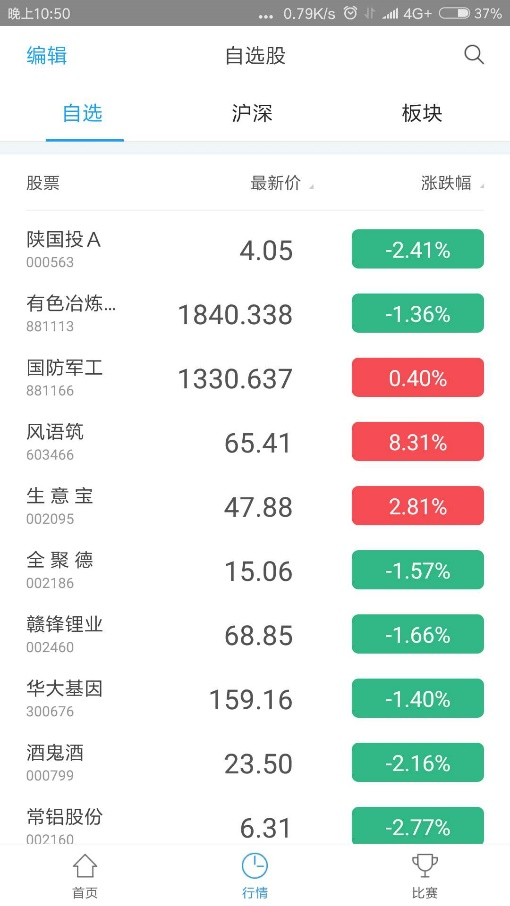 晚上10:50 ... 0.79K/s 4G+ 37%
编辑 自选股
自选 沪深 板块
股票 最新价 涨跌幅
陕国投Ａ 4.05 -2.41%
000563
有色冶炼... 1840.338 -1.36%
881113
国防军工 1330.637 0.40%
881166
风语筑 65.41 8.31%
603466
生 意 宝 47.88 2.81%
002095
全 聚 德 15.06 -1.57%
002186
赣锋锂业 68.85 -1.66%
002460
华大基因 159.16 -1.40%
300676
酒鬼酒 23.50 -2.16%
000799
常铝股份 6.31 -2.77%
002160
首页 行情 比赛